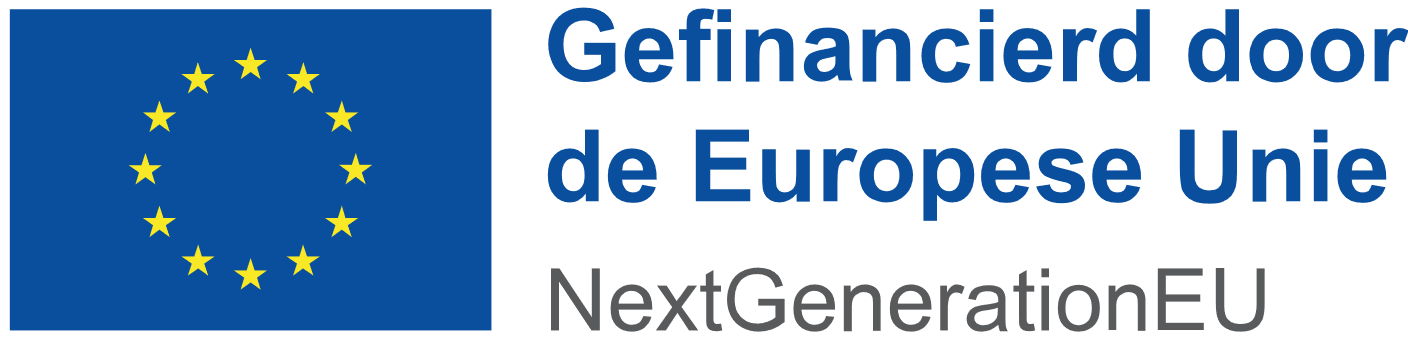 Gefinancierd door
de Europese Unie
NextGenerationEU